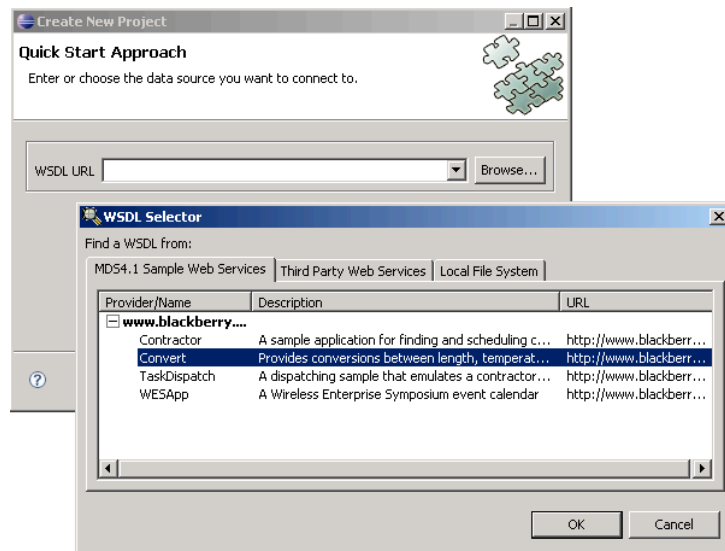 Create New Project
Quick Start Approach
Enter or choose the data source you want to connect to.
WSDL URL Browse...
WSDL Selector
Find a WSDL from:
MDS4.1 Sample Web Services Third Party Web Services Local File System
Provider/Name Description URL
www.blackberry....
Contractor A sample application for finding and scheduling c... http://www.blackberr...
Convert Provides conversions between length, temperat... http://www.blackberr...
TaskDispatch A dispatching sample that emulates a contractor... http://www.blackberr...
WESApp A Wireless Enterprise Symposium event calendar http://www.blackberr...
OK Cancel